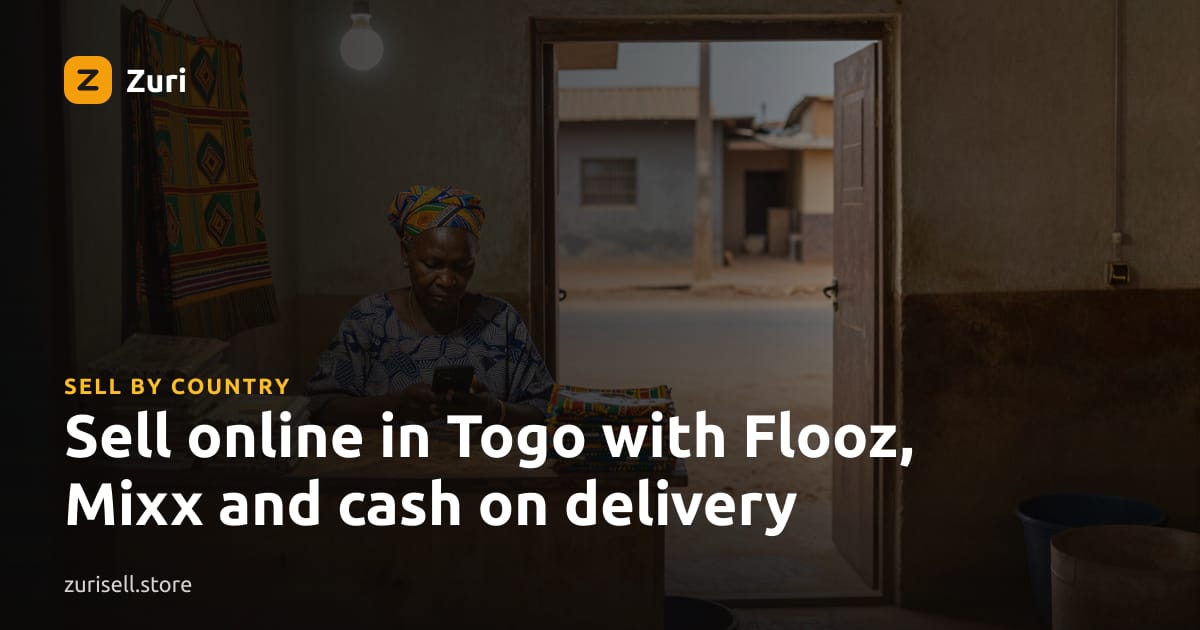 Zuri
SELL BY COUNTRY
Sell online in Togo with Flooz,
Mixx and cash on delivery
zurisell.store